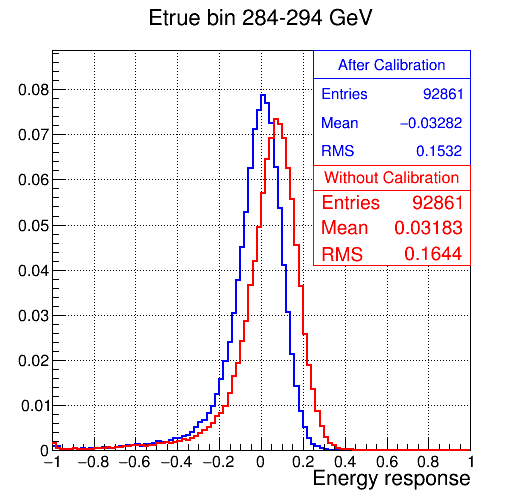 Etrue bin 284-294 GeV
After Calibration
Entries 92861
Mean −0.03282
RMS 0.1532
Without Calibration
Entries 92861
Mean 0.03183
RMS 0.1644
0.08
0.07
0.06
0.05
0.04
0.03
0.02
0.01
0
−1 −0.8 −0.6 −0.4 −0.2 0 0.2 0.4 0.6 0.8 1
Energy response